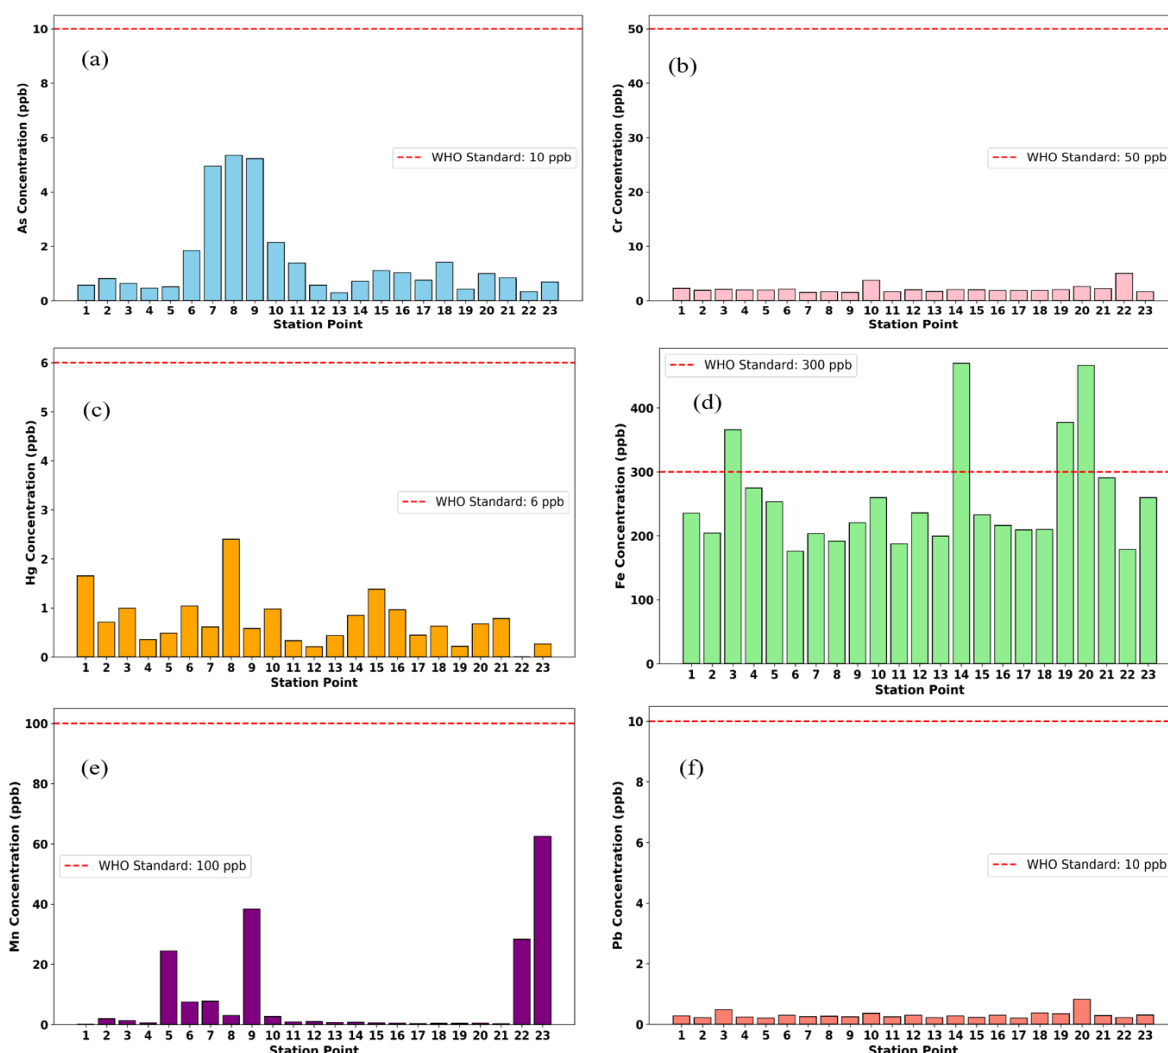 (a)
As Concentration (ppb)
10
8
6
4
2
0
WHO Standard: 10 ppb
1 2 3 4 5 6 7 8 9 10 11 12 13 14 15 16 17 18 19 20 21 22 23
Station Point
(b)
Cr Concentration (ppb)
50
40
30
20
10
0
WHO Standard: 50 ppb
1 2 3 4 5 6 7 8 9 10 11 12 13 14 15 16 17 18 19 20 21 22 23
Station Point
(c)
Hg Concentration (ppb)
6
5
4
3
2
1
0
WHO Standard: 6 ppb
1 2 3 4 5 6 7 8 9 10 11 12 13 14 15 16 17 18 19 20 21 22 23
Station Point
WHO Standard: 300 ppb
(d)
Fe Concentration (ppb)
400
300
200
100
0
1 2 3 4 5 6 7 8 9 10 11 12 13 14 15 16 17 18 19 20 21 22 23
Station Point
(e)
Mn Concentration (ppb)
100
80
60
40
20
0
WHO Standard: 100 ppb
1 2 3 4 5 6 7 8 9 10 11 12 13 14 15 16 17 18 19 20 21 22 23
Station Point
(f)
Pb Concentration (ppb)
10
8
6
4
2
0
WHO Standard: 10 ppb
1 2 3 4 5 6 7 8 9 10 11 12 13 14 15 16 17 18 19 20 21 22 23
Station Point